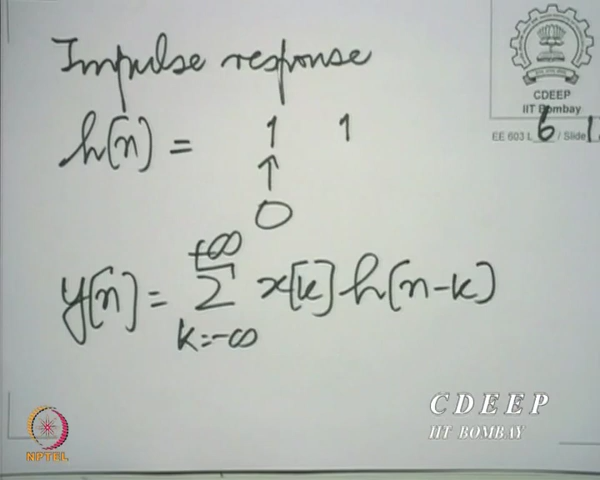 Impulse response
h[n] = 1 1
↑
0
y[n] = +∞ Σ k=-∞ x[k] h[n-k]
CDEEP
IIT Bombay
EE 603 L 6 / Slide 1
CDEEP
IIT BOMBAY
NPTEL